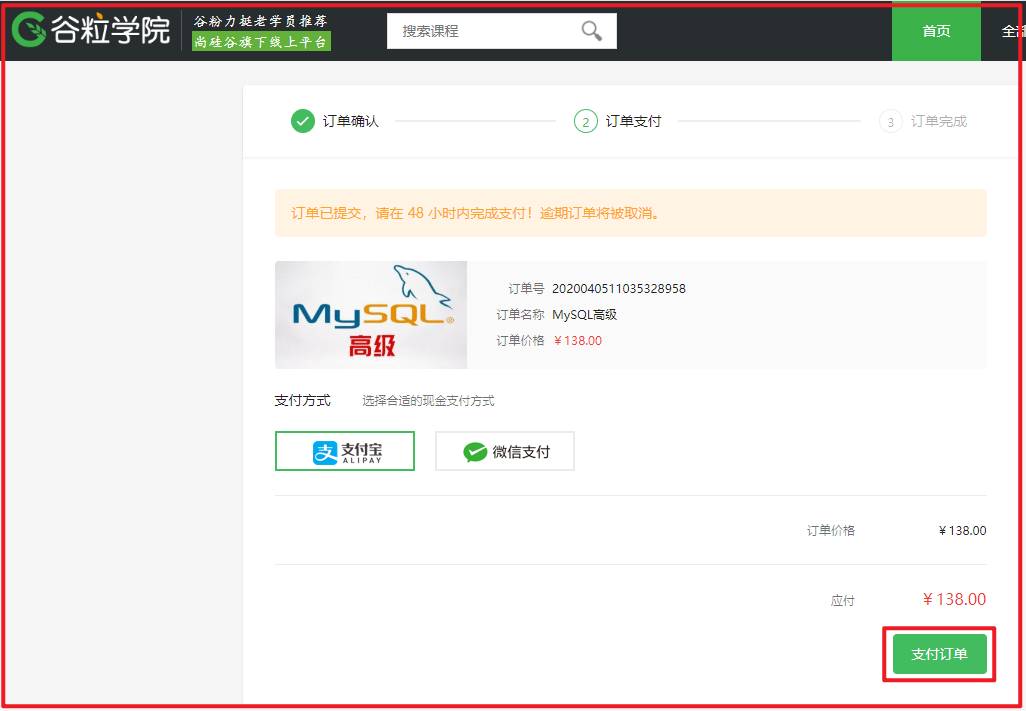 谷粒学院
谷粉力挺老学员推荐
尚硅谷旗下线上平台
搜索课程
首页
全部
订单确认
2 订单支付
3 订单完成
订单已提交，请在 48 小时内完成支付！逾期订单将被取消。
MySQL®
高级
订单号 2020040511035328958
订单名称 MySQL高级
订单价格 ￥138.00
支付方式 选择合适的现金支付方式
支 支付宝
ALIPAY
微信支付
订单价格 ￥138.00
应付 ￥138.00
支付订单